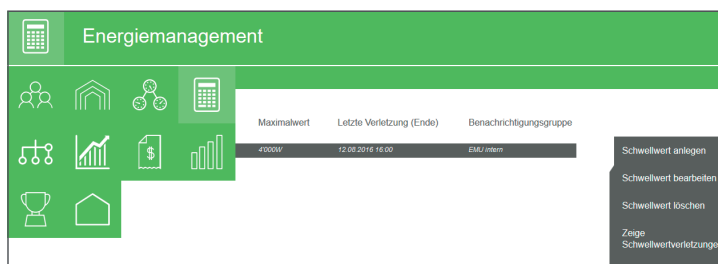 Energiemanagement
Maximalwert Letzte Verletzung (Ende) Benachrichtigungsgruppe
4'000W 12.08.2016 16:00 EMU intern
Schwellwert anlegen
Schwellwert bearbeiten
Schwellwert löschen
Zeige
Schwellwertverletzunge
$